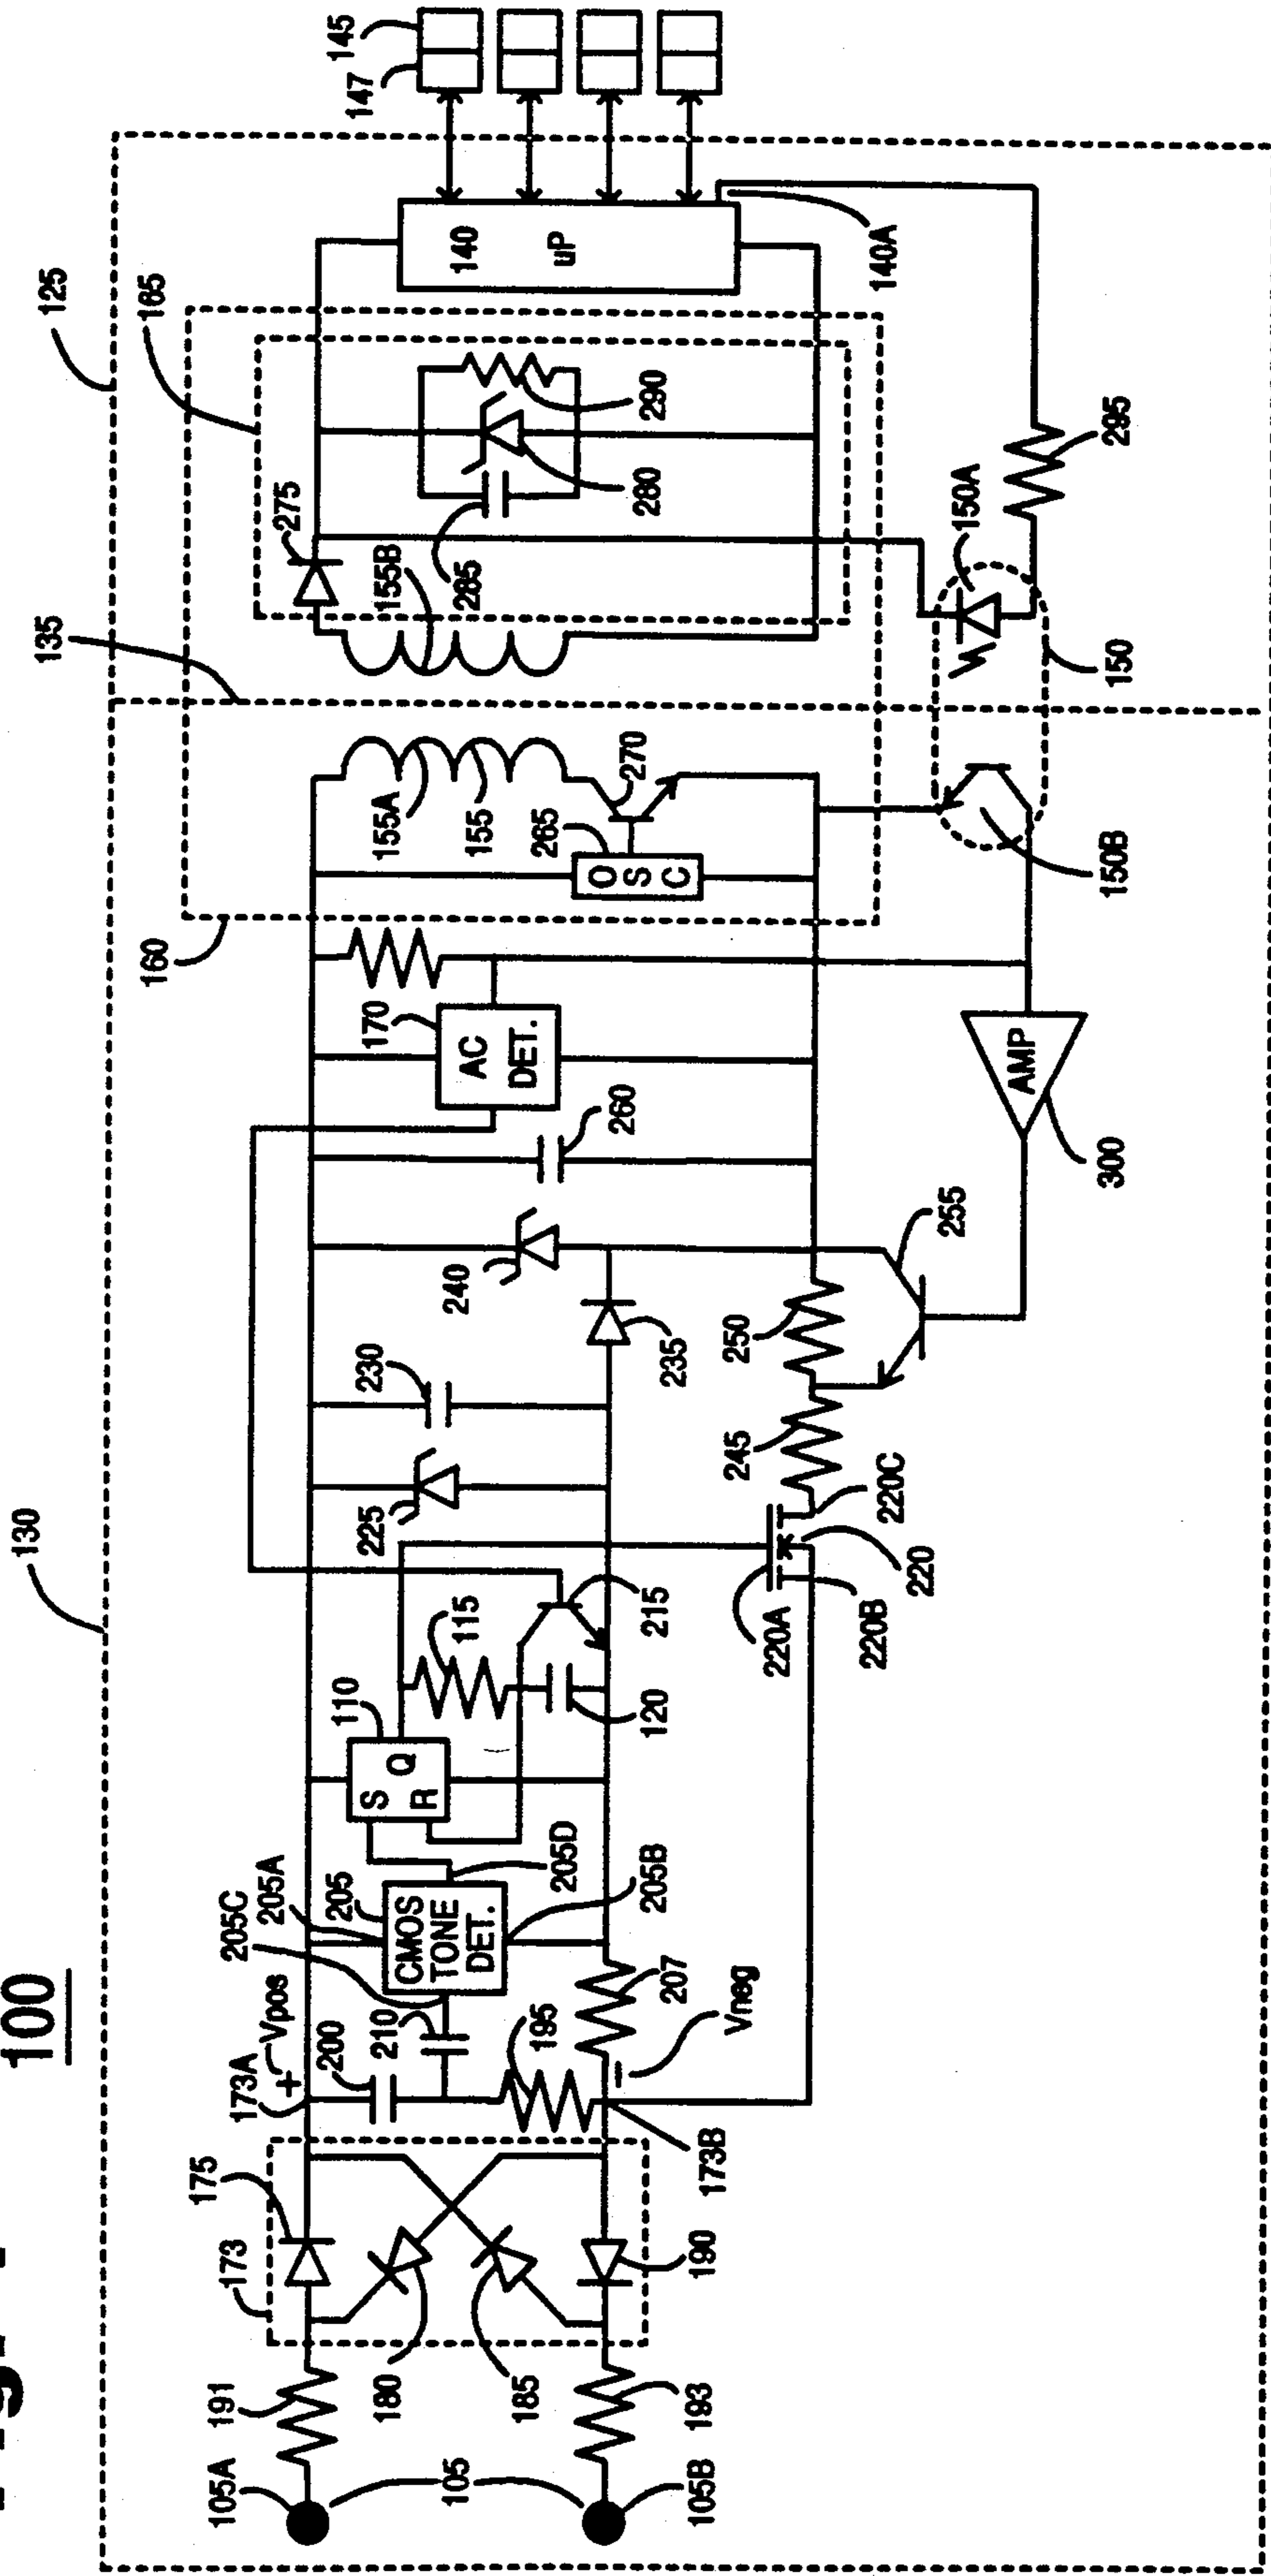 100
130
125
135
165
160
105A
105
105B
191
193
173
175
180
185
190
173A
+
Vpos
200
210
195
173B
Vneg
–
207
205C
205A
205
CMOS
TONE
DET.
205D
205B
110
S
Q
R
115
120
215
225
230
235
240
220A
220B
220
220C
245
250
255
260
170
AC
DET.
265
OSC
270
155A
155
155B
275
285
280
290
140
uP
140A
147
145
150A
150
150B
295
AMP
300